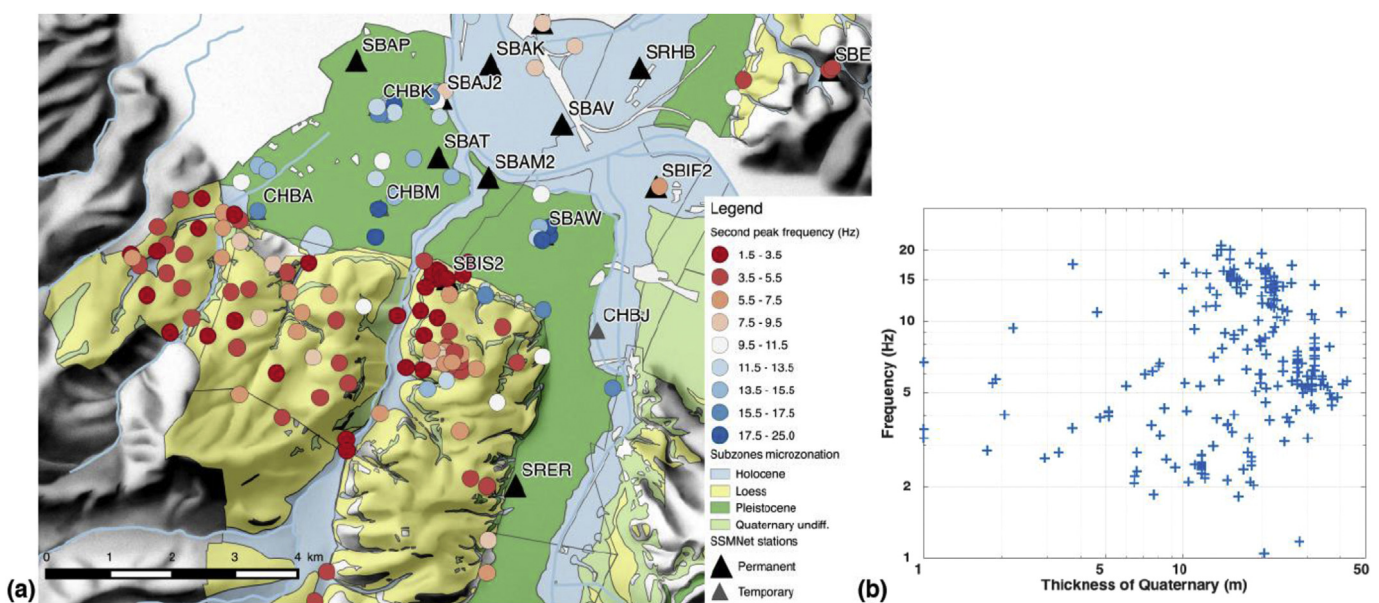 SBAP
SBAK
SRHB
SBE
CHBK
SBAJ2
SBAV
SBAT
SBAM2
SBIF2
CHBA
CHBM
SBAW
SBIS2
CHBJ
SRER
0 1 2 3 4 km
(a)
Legend
Second peak frequency (Hz)
1.5 - 3.5
3.5 - 5.5
5.5 - 7.5
7.5 - 9.5
9.5 - 11.5
11.5 - 13.5
13.5 - 15.5
15.5 - 17.5
17.5 - 25.0
Subzones microzonation
Holocene
Loess
Pleistocene
Quaternary undiff.
SSMNet stations
Permanent
Temporary
(b)
Frequency (Hz)
20
15
10
5
2
1
1 5 10 50
Thickness of Quaternary (m)